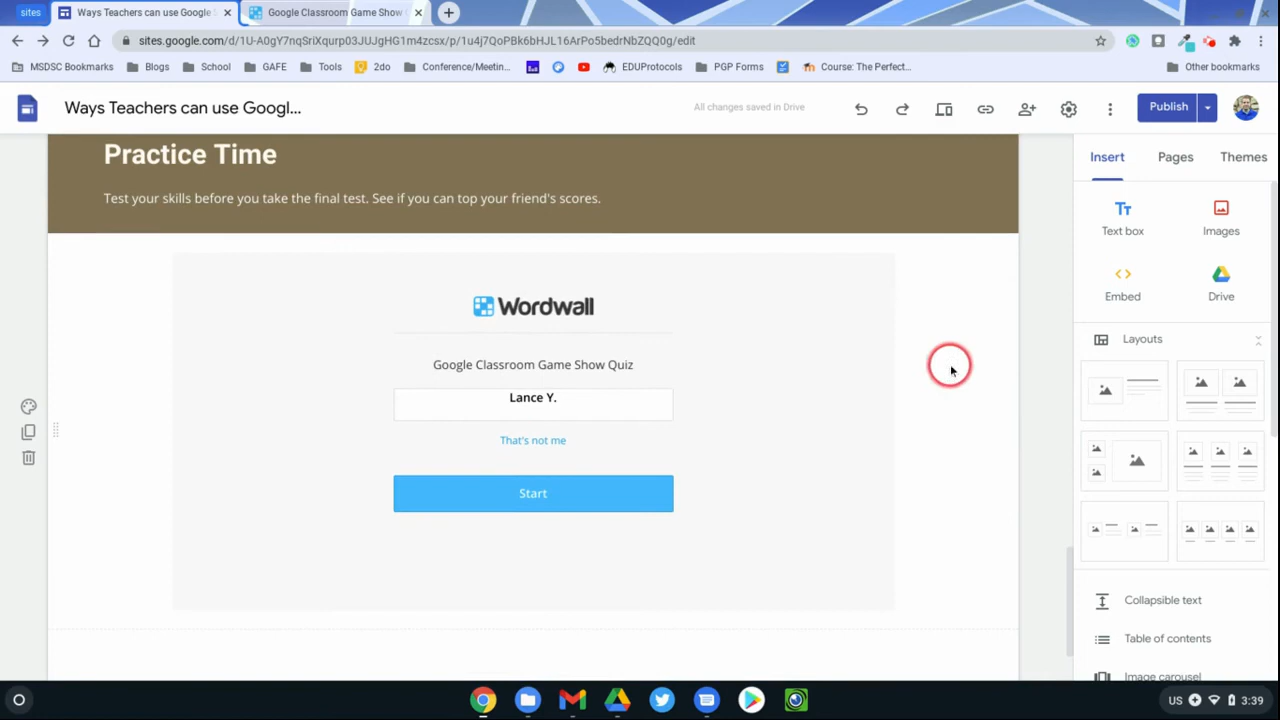 sites
Ways Teachers can use Google S
Google Classroom Game Show
sites.google.com/d/1U-A0gY7nqSriXqurp03JUJgHG1m4zcsx/p/1u4j7QoPBk6bHJL16ArPo5bedrNbZQQ0g/edit
MSDSC Bookmarks
Blogs
School
GAFE
Tools
2do
Conference/Meetin...
EDUProtocols
PGP Forms
Course: The Perfect...
Other bookmarks
Ways Teachers can use Googl...
All changes saved in Drive
Publish
Practice Time
Test your skills before you take the final test. See if you can top your friend's scores.
Wordwall
Google Classroom Game Show Quiz
Lance Y.
That's not me
Start
Insert
Pages
Themes
Text box
Images
Embed
Drive
Layouts
Collapsible text
Table of contents
Image carousel
US
3:39